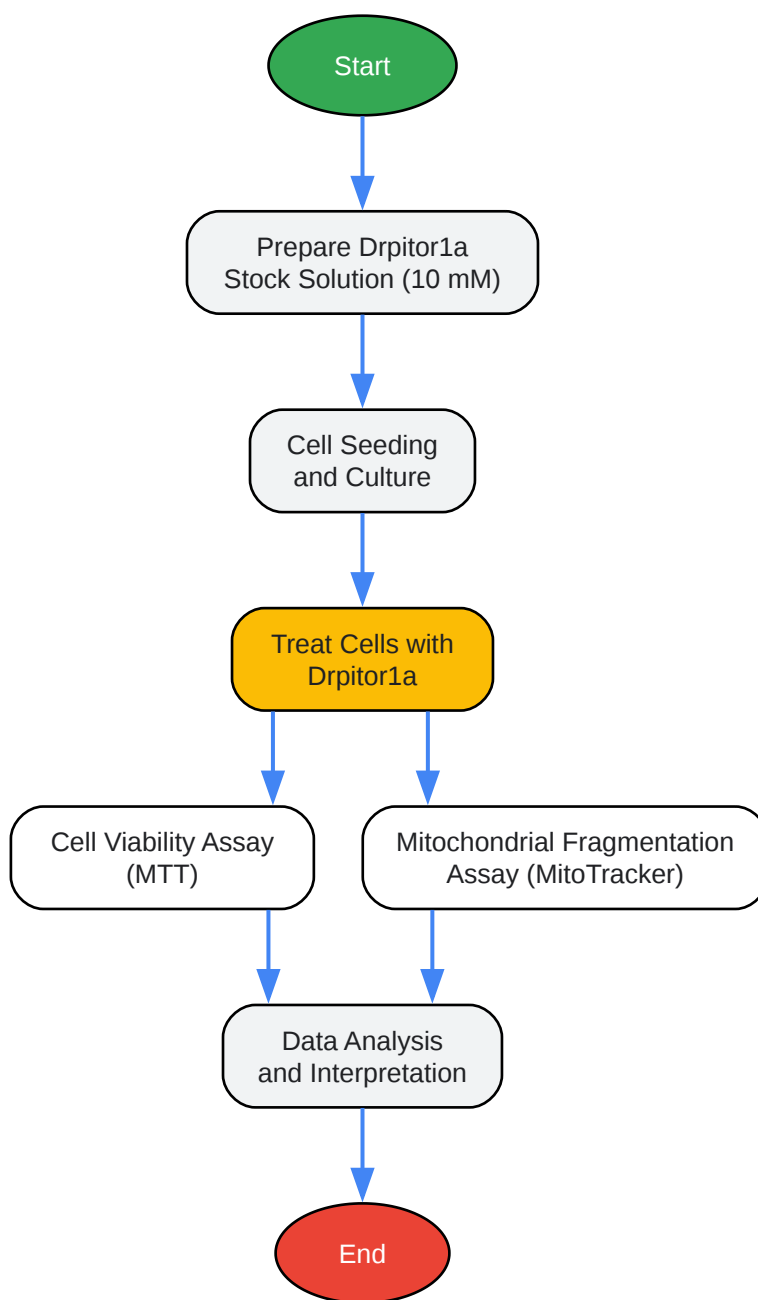 Start
Prepare Drpitor1a
Stock Solution (10 mM)
Cell Seeding
and Culture
Treat Cells with
Drpitor1a
Cell Viability Assay
(MTT)
Mitochondrial Fragmentation
Assay (MitoTracker)
Data Analysis
and Interpretation
End